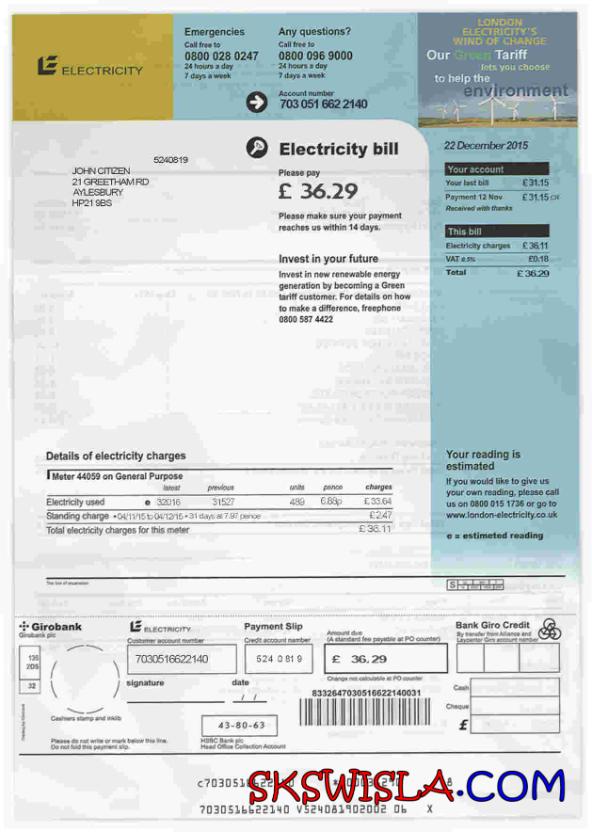 LE ELECTRICITY
Emergencies
Call free to
0800 028 0247
24 hours a day
7 days a week
Any questions?
Call free to
0800 096 9000
24 hours a day
7 days a week
Account number
703 051 662 2140
LONDON
ELECTRICITY'S
WIND OF CHANGE
Our Green Tariff
lets you choose
to help the
environment
5240819
JOHN CITIZEN
21 GREETHAM RD
AYLESBURY
HP21 9BS
Electricity bill
Please pay
£ 36.29
Please make sure your payment
reaches us within 14 days.
Invest in your future
Invest in new renewable energy
generation by becoming a Green
tariff customer. For details on how
to make a difference, freephone
0800 587 4422
22 December 2015
Your account
Your last bill £31.15
Payment 12 Nov £31.15 CR
Received with thanks
This bill
Electricity charges £ 36.11
VAT @ 5% £0.18
Total £ 36.29
Details of electricity charges
Meter 44059 on General Purpose
latest previous units pence charges
Electricity used e 32016 31527 489 6.88p £33.64
Standing charge • 04/11/15 to 04/12/15 • 31 days at 7.97 pence £2.47
Total electricity charges for this meter £36.11
Your reading is
estimated
If you would like to give us
your own reading, please call
us on 0800 015 1736 or go to
www.london-electricity.co.uk
e = estimeted reading
S
Girobank
Girobank plc
LE ELECTRICITY
Payment Slip
Bank Giro Credit
By transfer from Alliance and
Customer account number
7030516622140
Credit account number
524 0 81 9
Amount due
(A standard fee payable at PO counter)
£ 36.29
Change not calculable at PO counter
135
2DS
32
signature
date
/ /
8332647030516622140031
Cash
Cheque
£
Cashiers stamp and initials
43-80-63
HSBC Bank plc
Head Office Collection Account
Please do not write or mark below this line.
Do not fold this payment slip.
SKSWISLA.COM
7030516622140 V524081902002 06 X